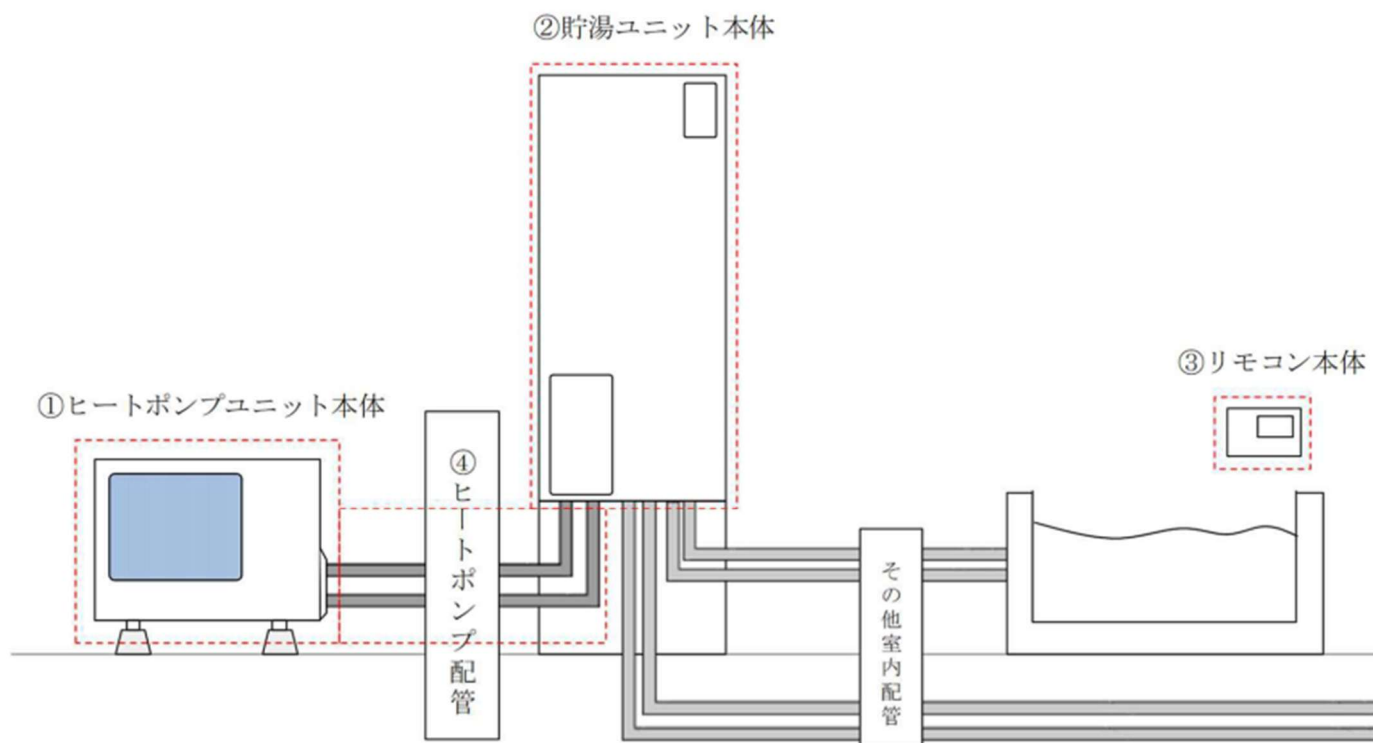 ②貯湯ユニット本体
③リモコン本体
①ヒートポンプユニット本体
④ヒートポンプ配管
その他室内配管